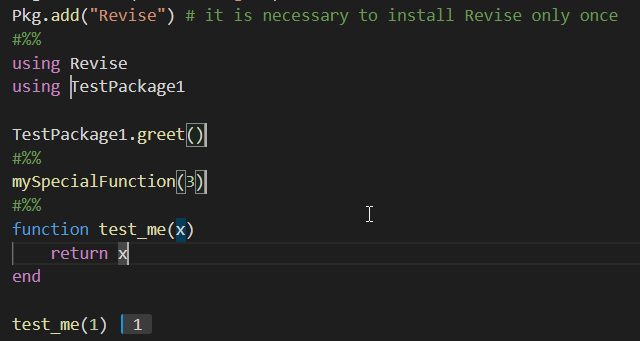 Pkg.add("Revise") # it is necessary to install Revise only once
#%%
using Revise
using TestPackage1
TestPackage1.greet()
#%%
mySpecialFunction(3)
#%%
function test_me(x)
    return x
end
test_me(1) 1